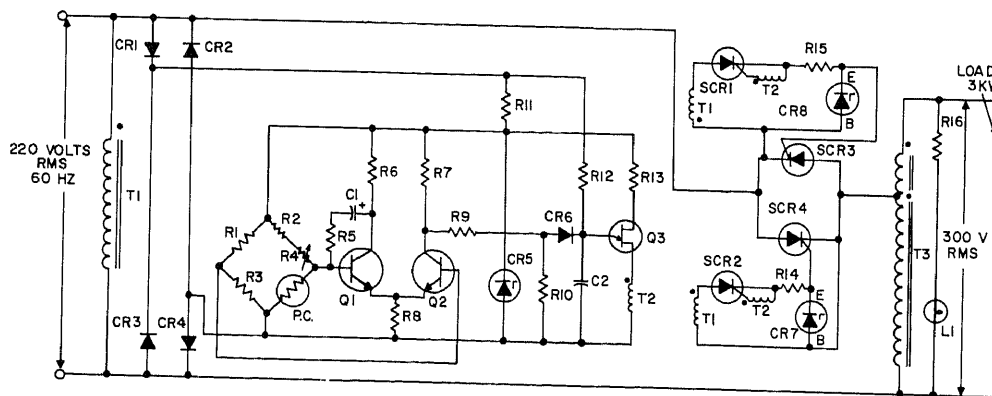 220 VOLTS
RMS
60 HZ
T1
CR1
CR2
CR3
CR4
R1
R2
R3
R4
P.C.
R5
C1
+
R6
Q1
R7
Q2
R8
R9
R10
R11
CR5
CR6
R12
C2
R13
Q3
T2
SCR1
T2
R15
E
T1
CR8
B
SCR3
SCR4
SCR2
R14
T2
E
T1
CR7
B
T3
R16
L1
LOAD
3KW
300 V
RMS